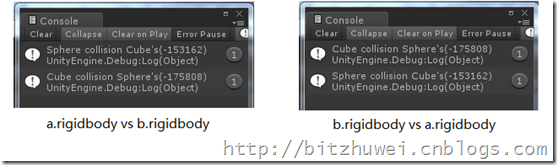 Console
Clear Collapse Clear on Play Error Pause
Sphere collision Cube's(-153162)
UnityEngine.Debug:Log(Object)
1
Cube collision Sphere's(-175808)
UnityEngine.Debug:Log(Object)
1
a.rigidbody vs b.rigidbody
Console
Clear Collapse Clear on Play Error Pause
Cube collision Sphere's(-175808)
UnityEngine.Debug:Log(Object)
1
Sphere collision Cube's(-153162)
UnityEngine.Debug:Log(Object)
1
b.rigidbody vs a.rigidbody
http://bitzhuwei.cnblogs.com